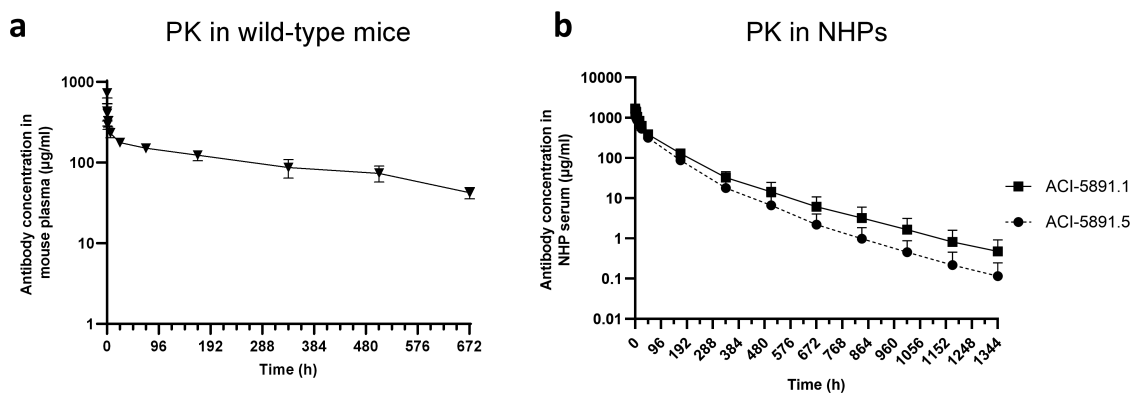 a
PK in wild-type mice
Antibody concentration in
mouse plasma (µg/ml)
1000
100
10
1
0 96 192 288 384 480 576 672
Time (h)
b
PK in NHPs
Antibody concentration in
NHP serum (µg/ml)
10000
1000
100
10
1
0.1
0.01
0 96 192 288 384 480 576 672 768 864 960 1056 1152 1248 1344
Time (h)
ACI-5891.1
ACI-5891.5